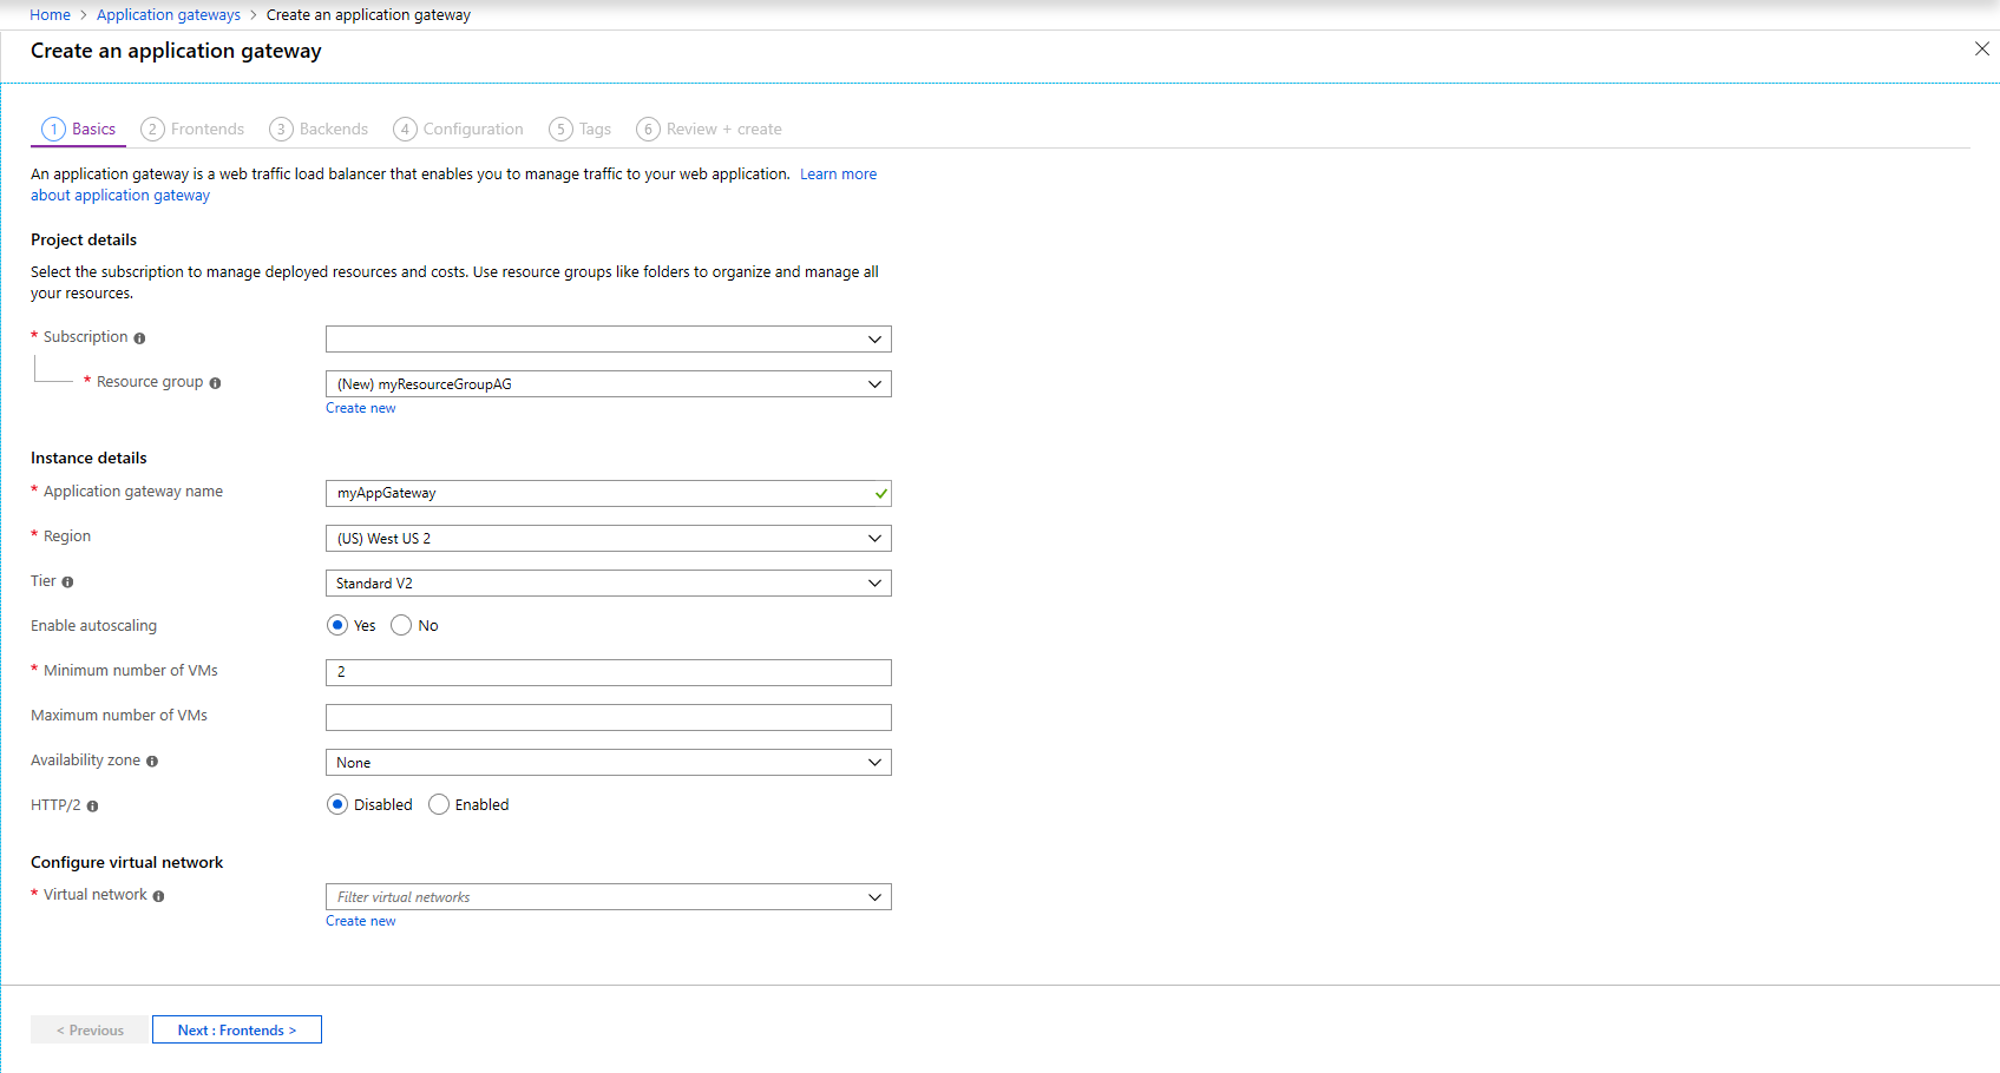 Home > Application gateways > Create an application gateway
Create an application gateway
1 Basics 2 Frontends 3 Backends 4 Configuration 5 Tags 6 Review + create
An application gateway is a web traffic load balancer that enables you to manage traffic to your web application. Learn more
about application gateway
Project details
Select the subscription to manage deployed resources and costs. Use resource groups like folders to organize and manage all
your resources.
* Subscription
* Resource group (New) myResourceGroupAG
Create new
Instance details
* Application gateway name myAppGateway
* Region (US) West US 2
Tier Standard V2
Enable autoscaling Yes No
* Minimum number of VMs 2
Maximum number of VMs
Availability zone None
HTTP/2 Disabled Enabled
Configure virtual network
* Virtual network Filter virtual networks
Create new
< Previous Next : Frontends >